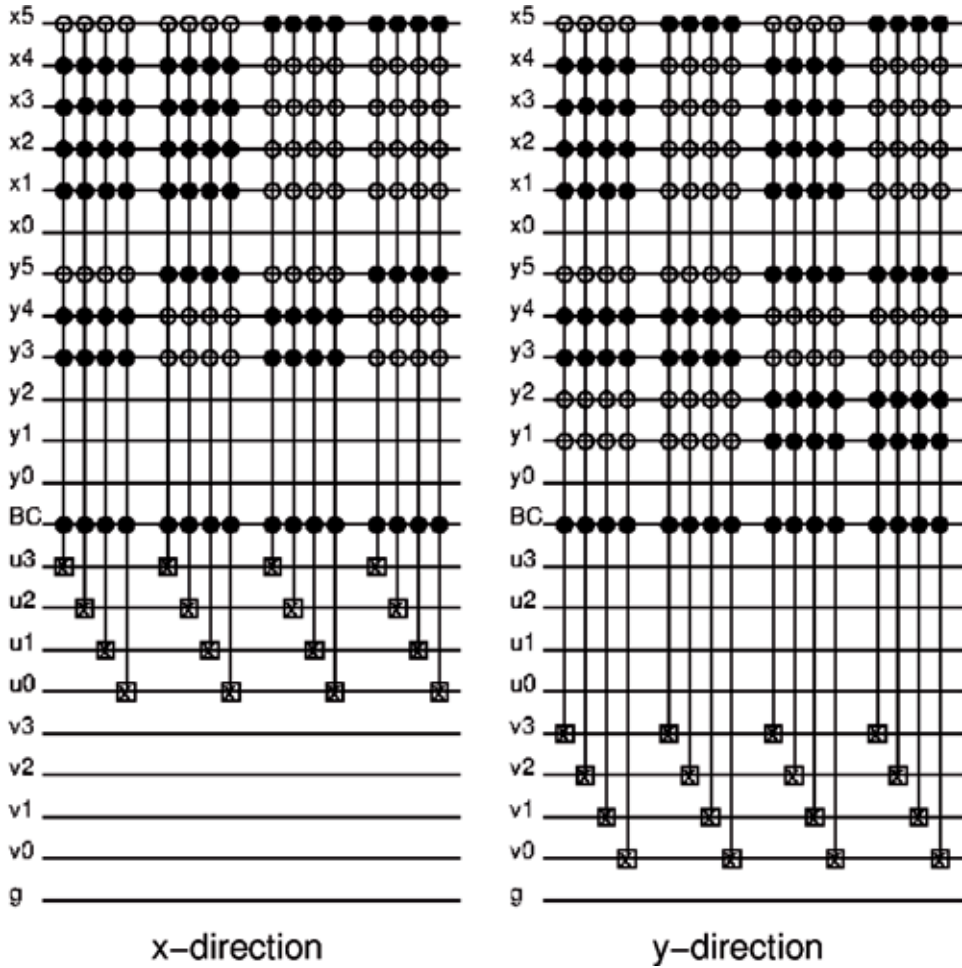 x5 x5
x4 x4
x3 x3
x2 x2
x1 x1
x0 x0
y5 y5
y4 y4
y3 y3
y2 y2
y1 y1
y0 y0
BC BC
u3 u3
u2 u2
u1 u1
u0 u0
v3 v3
v2 v2
v1 v1
v0 v0
g g
x-direction y-direction